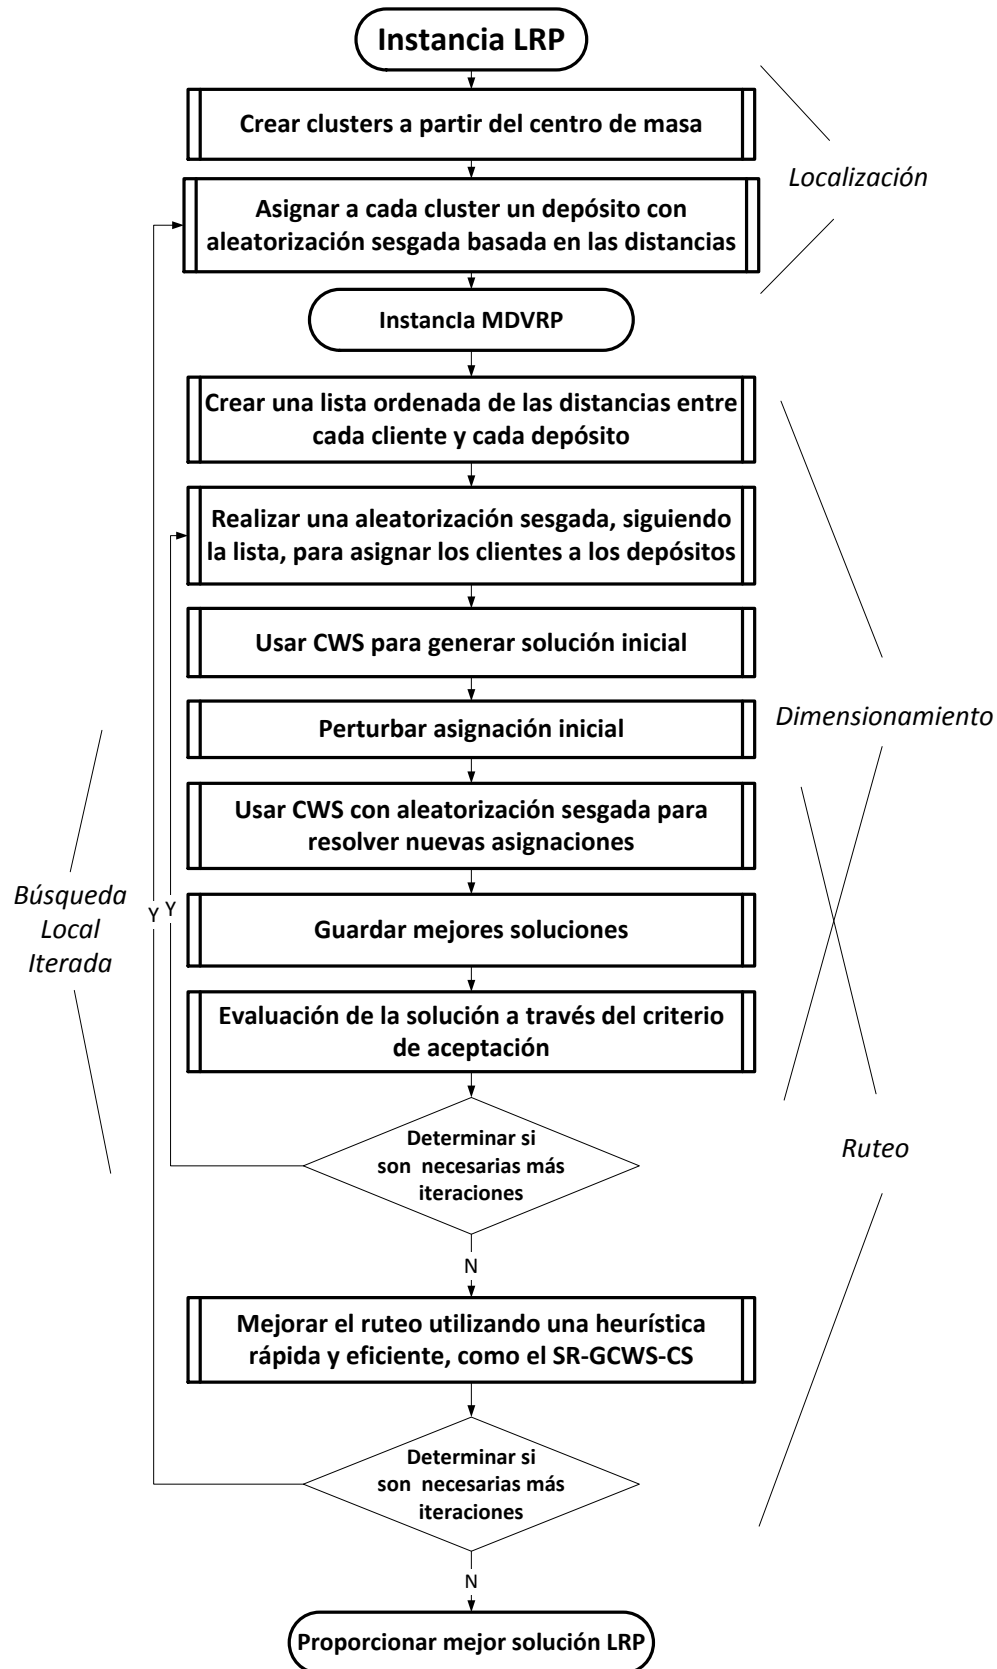 Instancia LRP
Crear clusters a partir del centro de masa
Localización
Asignar a cada cluster un depósito con
aleatorización sesgada basada en las distancias
Instancia MDVRP
Crear una lista ordenada de las distancias entre
cada cliente y cada depósito
Realizar una aleatorización sesgada, siguiendo
la lista, para asignar los clientes a los depósitos
Usar CWS para generar solución inicial
Perturbar asignación inicial
Dimensionamiento
Usar CWS con aleatorización sesgada para
resolver nuevas asignaciones
Búsqueda
Local
Iterada
Y
Y
Guardar mejores soluciones
Evaluación de la solución a través del criterio
de aceptación
Determinar si
son necesarias más
iteraciones
Ruteo
N
Mejorar el ruteo utilizando una heurística
rápida y eficiente, como el SR-GCWS-CS
Determinar si
son necesarias más
iteraciones
N
Proporcionar mejor solución LRP